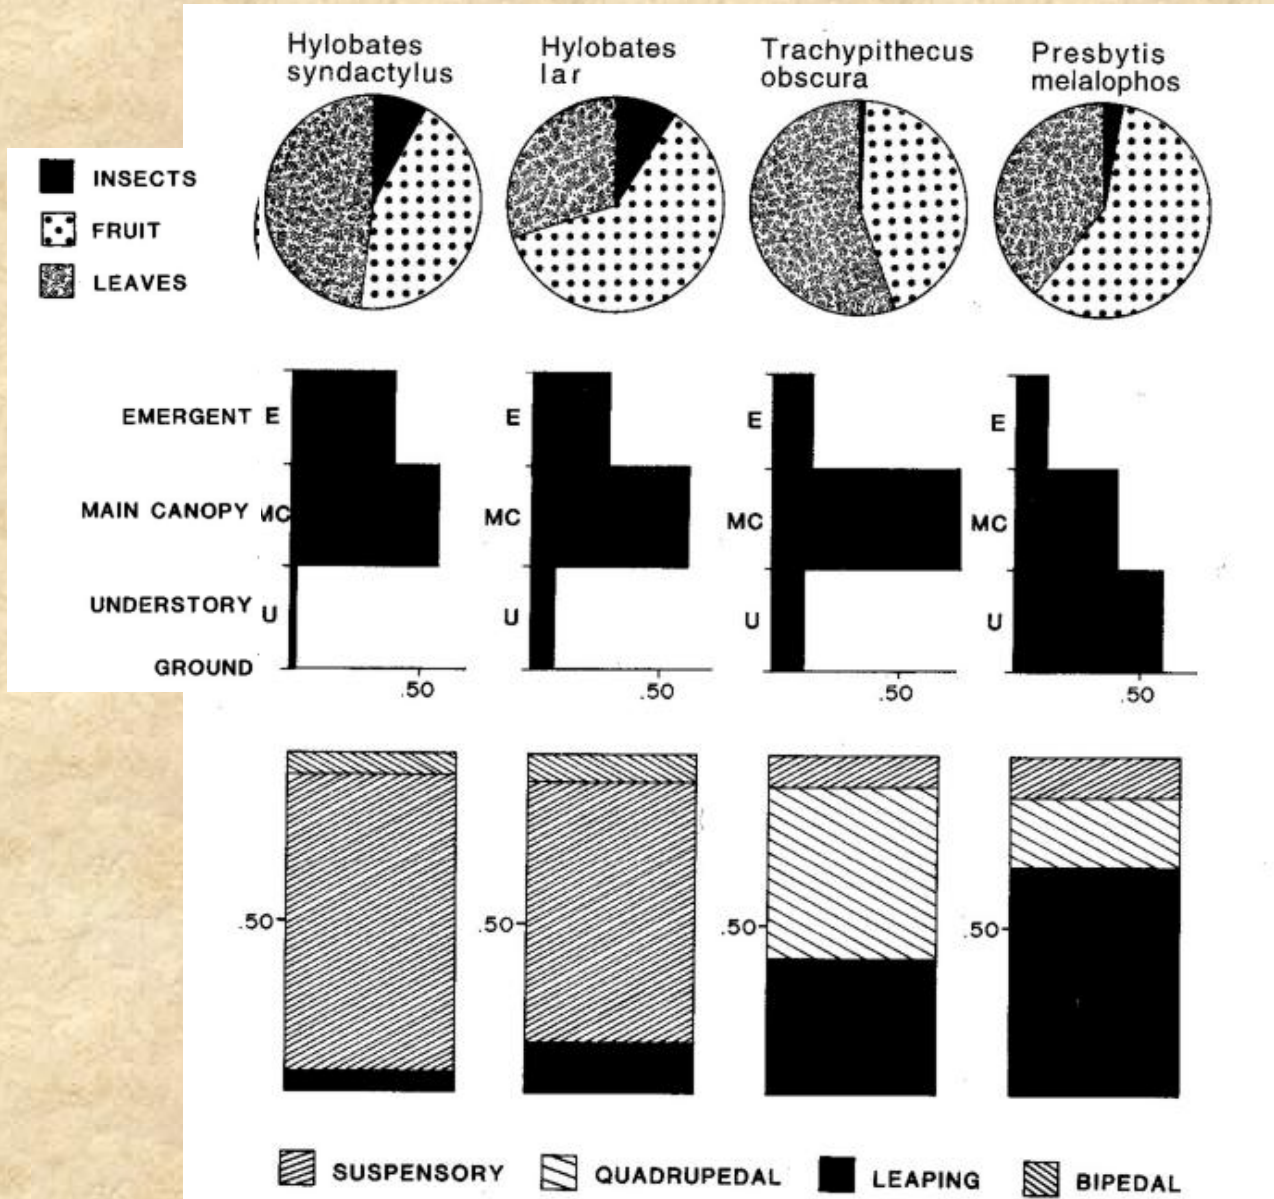 Hylobates
syndactylus
Hylobates
lar
Trachypithecus
obscura
Presbytis
melalophos
INSECTS
FRUIT
LEAVES
EMERGENT E
E
E
E
MAIN CANOPY MC
MC
MC
MC
UNDERSTORY U
U
U
U
GROUND
.50
.50
.50
.50
.50
.50
.50
.50
SUSPENSORY
QUADRUPEDAL
LEAPING
BIPEDAL